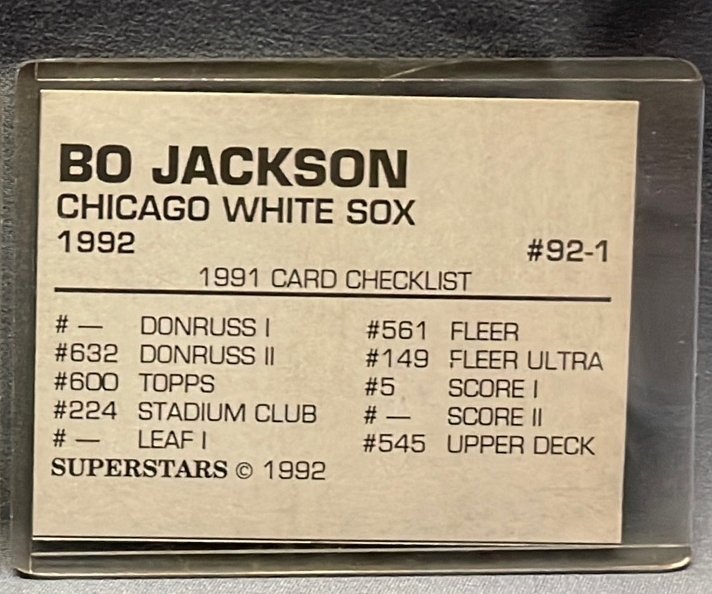 BO JACKSON
CHICAGO WHITE SOX
1992
#92-1
1991 CARD CHECKLIST
# — DONRUSS I
#632 DONRUSS II
#600 TOPPS
#224 STADIUM CLUB
# — LEAF I
#561 FLEER
#149 FLEER ULTRA
#5 SCORE I
# — SCORE II
#545 UPPER DECK
SUPERSTARS © 1992